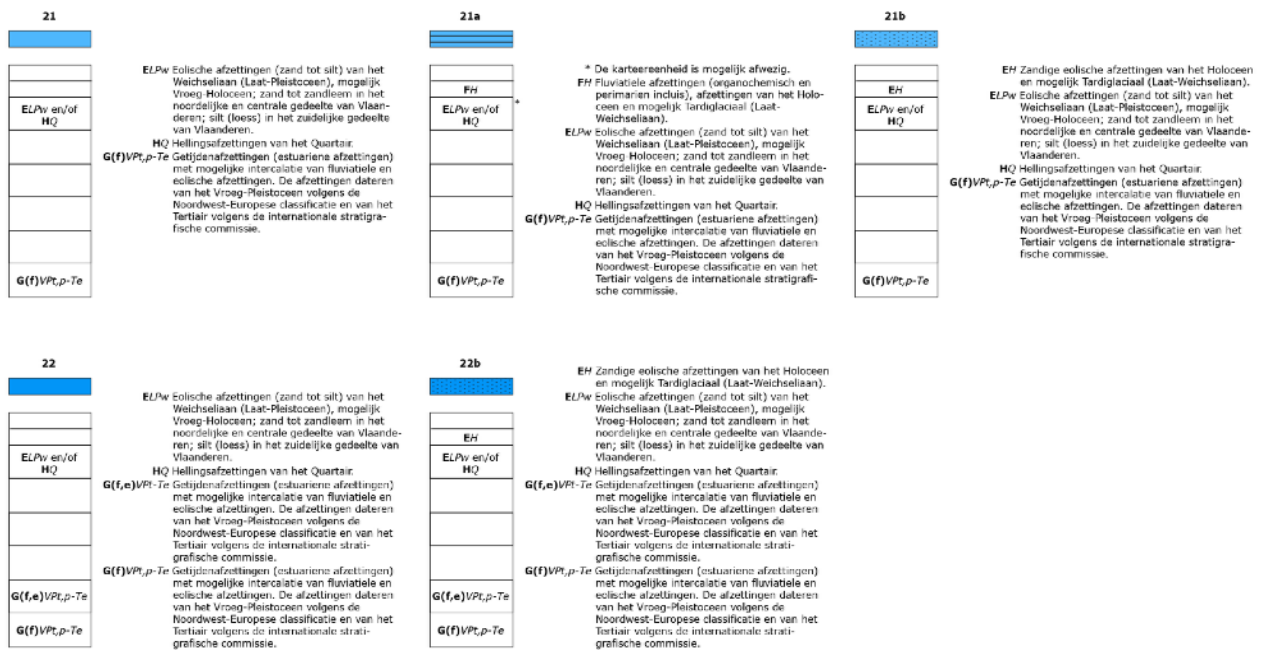 21
ELPw en/of
HQ
G(f)VPt,p-Te
ELPw Eolische afzettingen (zand tot silt) van het
Weichseliaan (Laat-Pleistoceen), mogelijk
Vroeg-Holoceen; zand tot zandleem in het
noordelijke en centrale gedeelte van Vlaan-
deren; silt (loess) in het zuidelijke gedeelte
van Vlaanderen.
HQ Hellingsafzettingen van het Quartair.
G(f)VPt,p-Te Getijdenafzettingen (estuariene afzettingen)
met mogelijke intercalatie van fluviatiele en
eolische afzettingen. De afzettingen dateren
van het Vroeg-Pleistoceen volgens de
Noordwest-Europese classificatie en van het
Tertiair volgens de internationale stratigra-
fische commissie.
21a
FH
ELPw en/of
HQ
*
G(f)VPt,p-Te
* De karteereenheid is mogelijk afwezig.
FH Fluviatiele afzettingen (organochemisch en
perimarien incluis), afzettingen van het Holo-
ceen en mogelijk Tardiglaciaal (Laat-
Weichseliaan).
ELPw Eolische afzettingen (zand tot silt) van het
Weichseliaan (Laat-Pleistoceen), mogelijk
Vroeg-Holoceen; zand tot zandleem in het
noordelijke en centrale gedeelte van Vlaande-
ren; silt (loess) in het zuidelijke gedeelte van
Vlaanderen.
HQ Hellingsafzettingen van het Quartair.
G(f)VPt,p-Te Getijdenafzettingen (estuariene afzettingen)
met mogelijke intercalatie van fluviatiele en
eolische afzettingen. De afzettingen dateren
van het Vroeg-Pleistoceen volgens de
Noordwest-Europese classificatie en van het
Tertiair volgens de internationale stratigrafi-
sche commissie.
21b
EH
ELPw en/of
HQ
G(f)VPt,p-Te
EH Zandige eolische afzettingen van het Holoceen
en mogelijk Tardiglaciaal (Laat-Weichseliaan).
ELPw Eolische afzettingen (zand tot silt) van het
Weichseliaan (Laat-Pleistoceen), mogelijk
Vroeg-Holoceen; zand tot zandleem in het
noordelijke en centrale gedeelte van Vlaande-
ren; silt (loess) in het zuidelijke gedeelte van
Vlaanderen.
HQ Hellingsafzettingen van het Quartair.
G(f)VPt,p-Te Getijdenafzettingen (estuariene afzettingen)
met mogelijke intercalatie van fluviatiele en
eolische afzettingen. De afzettingen dateren
van het Vroeg-Pleistoceen volgens de
Noordwest-Europese classificatie en van het
Tertiair volgens de internationale stratigra-
fische commissie.
22
ELPw en/of
HQ
G(f,e)VPt,p-Te
G(f)VPt,p-Te
ELPw Eolische afzettingen (zand tot silt) van het
Weichseliaan (Laat-Pleistoceen), mogelijk
Vroeg-Holoceen; zand tot zandleem in het
noordelijke en centrale gedeelte van Vlaande-
ren; silt (loess) in het zuidelijke gedeelte van
Vlaanderen.
HQ Hellingsafzettingen van het Quartair.
G(f,e)VPt-Te Getijdenafzettingen (estuariene afzettingen)
met mogelijke intercalatie van fluviatiele en
eolische afzettingen. De afzettingen dateren
van het Vroeg-Pleistoceen volgens de
Noordwest-Europese classificatie en van het
Tertiair volgens de internationale strati-
grafische commissie.
G(f)VPt,p-Te Getijdenafzettingen (estuariene afzettingen)
met mogelijke intercalatie van fluviatiele en
eolische afzettingen. De afzettingen dateren
van het Vroeg-Pleistoceen volgens de
Noordwest-Europese classificatie en van het
Tertiair volgens de internationale strati-
grafische commissie.
22b
EH
ELPw en/of
HQ
G(f,e)VPt,p-Te
G(f)VPt,p-Te
EH Zandige eolische afzettingen van het Holoceen
en mogelijk Tardiglaciaal (Laat-Weichseliaan).
ELPw Eolische afzettingen (zand tot silt) van het
Weichseliaan (Laat-Pleistoceen), mogelijk
Vroeg-Holoceen; zand tot zandleem in het
noordelijke en centrale gedeelte van Vlaande-
ren; silt (loess) in het zuidelijke gedeelte van
Vlaanderen.
HQ Hellingsafzettingen van het Quartair.
G(f,e)VPt-Te Getijdenafzettingen (estuariene afzettingen)
met mogelijke intercalatie van fluviatiele en
eolische afzettingen. De afzettingen dateren
van het Vroeg-Pleistoceen volgens de
Noordwest-Europese classificatie en van het
Tertiair volgens de internationale strati-
grafische commissie.
G(f)VPt,p-Te Getijdenafzettingen (estuariene afzettingen)
met mogelijke intercalatie van fluviatiele en
eolische afzettingen. De afzettingen dateren
van het Vroeg-Pleistoceen volgens de
Noordwest-Europese classificatie en van het
Tertiair volgens de internationale strati-
grafische commissie.